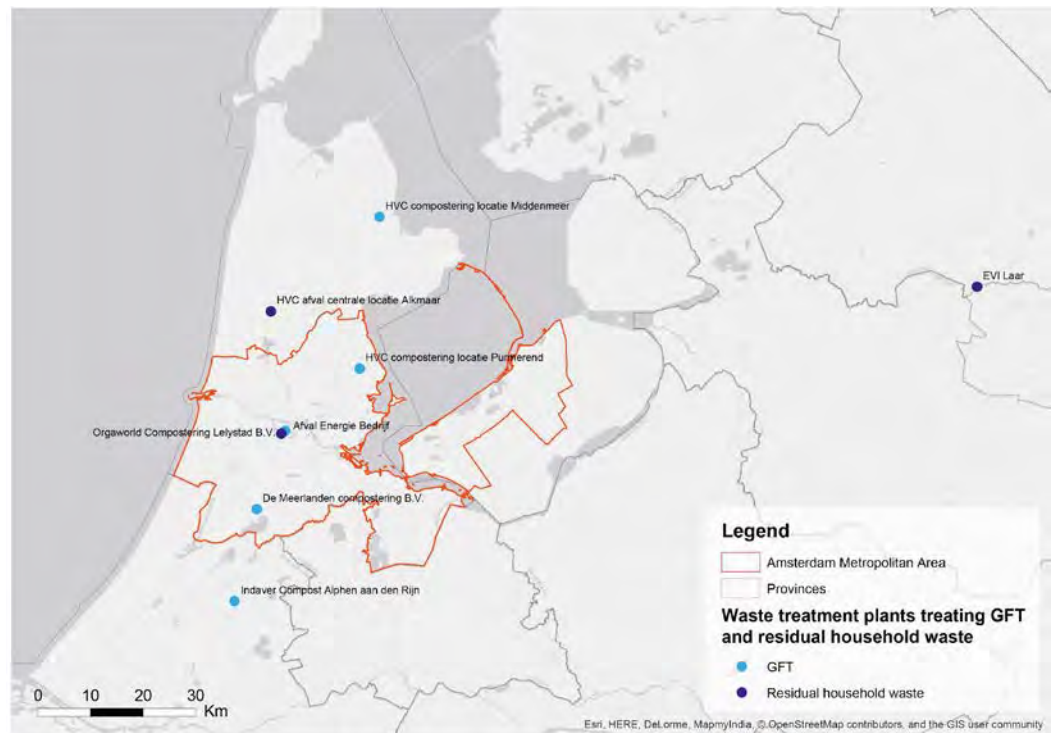 HVC compostering locatie Middenmeer
EVI Laar
HVC afval centrale locatie Alkmaar
HVC compostering locatie Purmerend
Afval Energie Bedrijf
Orgaworld Compostering Lelystad B.V.
De Meerlanden compostering B.V.
Indaver Compost Alphen aan den Rijn
Legend
Amsterdam Metropolitan Area
Provinces
Waste treatment plants treating GFT
and residual household waste
GFT
Residual household waste
0 10 20 30
Km
Esri, HERE, DeLorme, MapmyIndia, © OpenStreetMap contributors, and the GIS user community